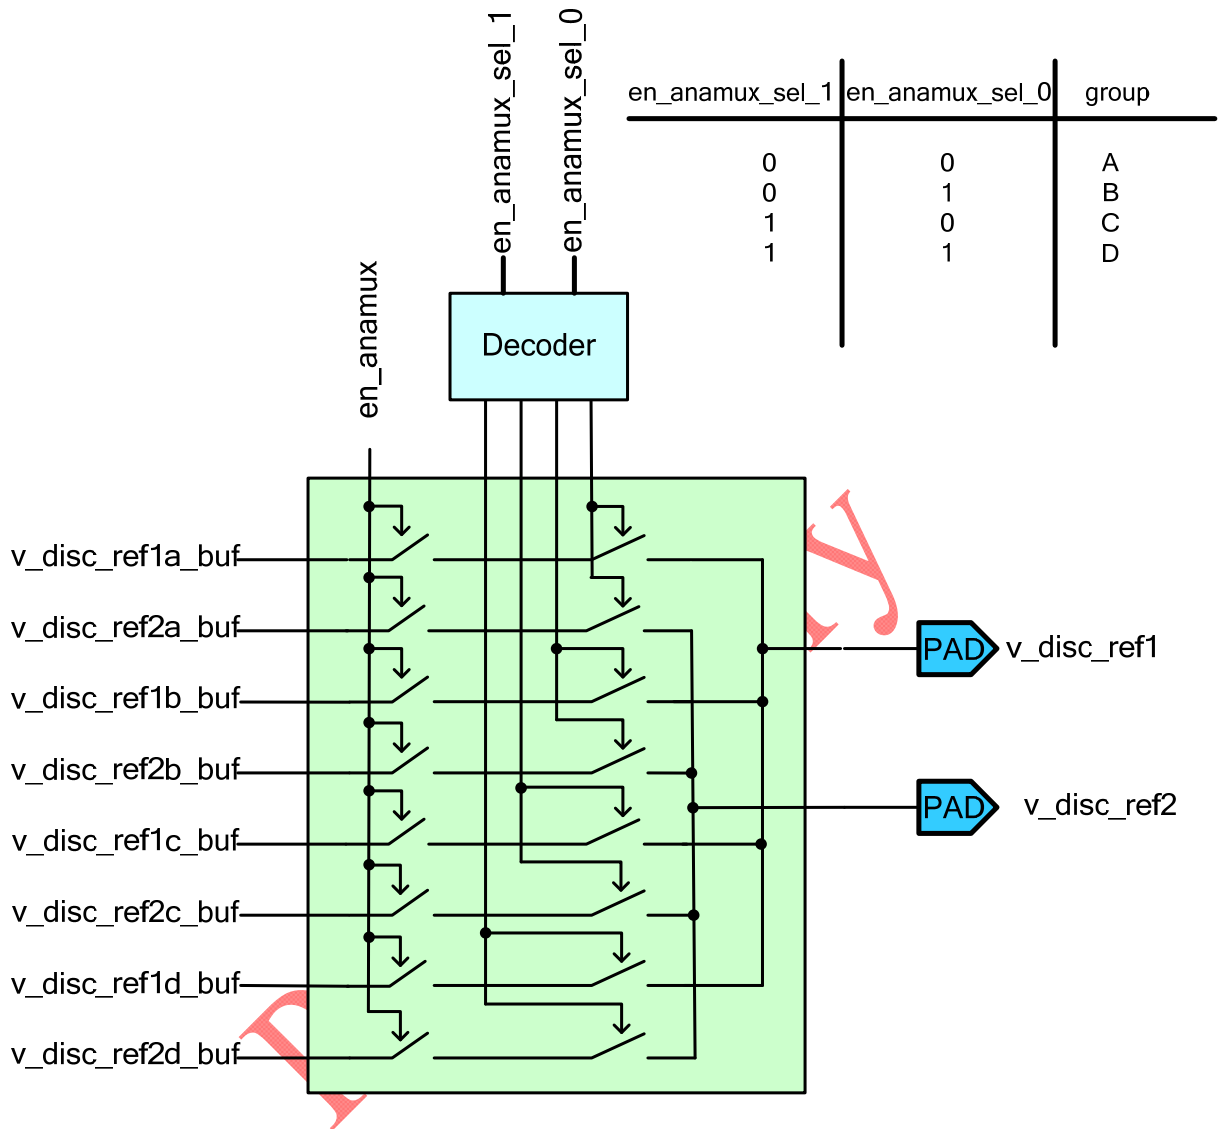 en_anamux_sel_1
en_anamux_sel_0
en_anamux_sel_1 en_anamux_sel_0 group
0 0 A
0 1 B
1 0 C
1 1 D
en_anamux
Decoder
v_disc_ref1a_buf
v_disc_ref2a_buf
v_disc_ref1b_buf
v_disc_ref2b_buf
v_disc_ref1c_buf
v_disc_ref2c_buf
v_disc_ref1d_buf
v_disc_ref2d_buf
PAD v_disc_ref1
PAD v_disc_ref2